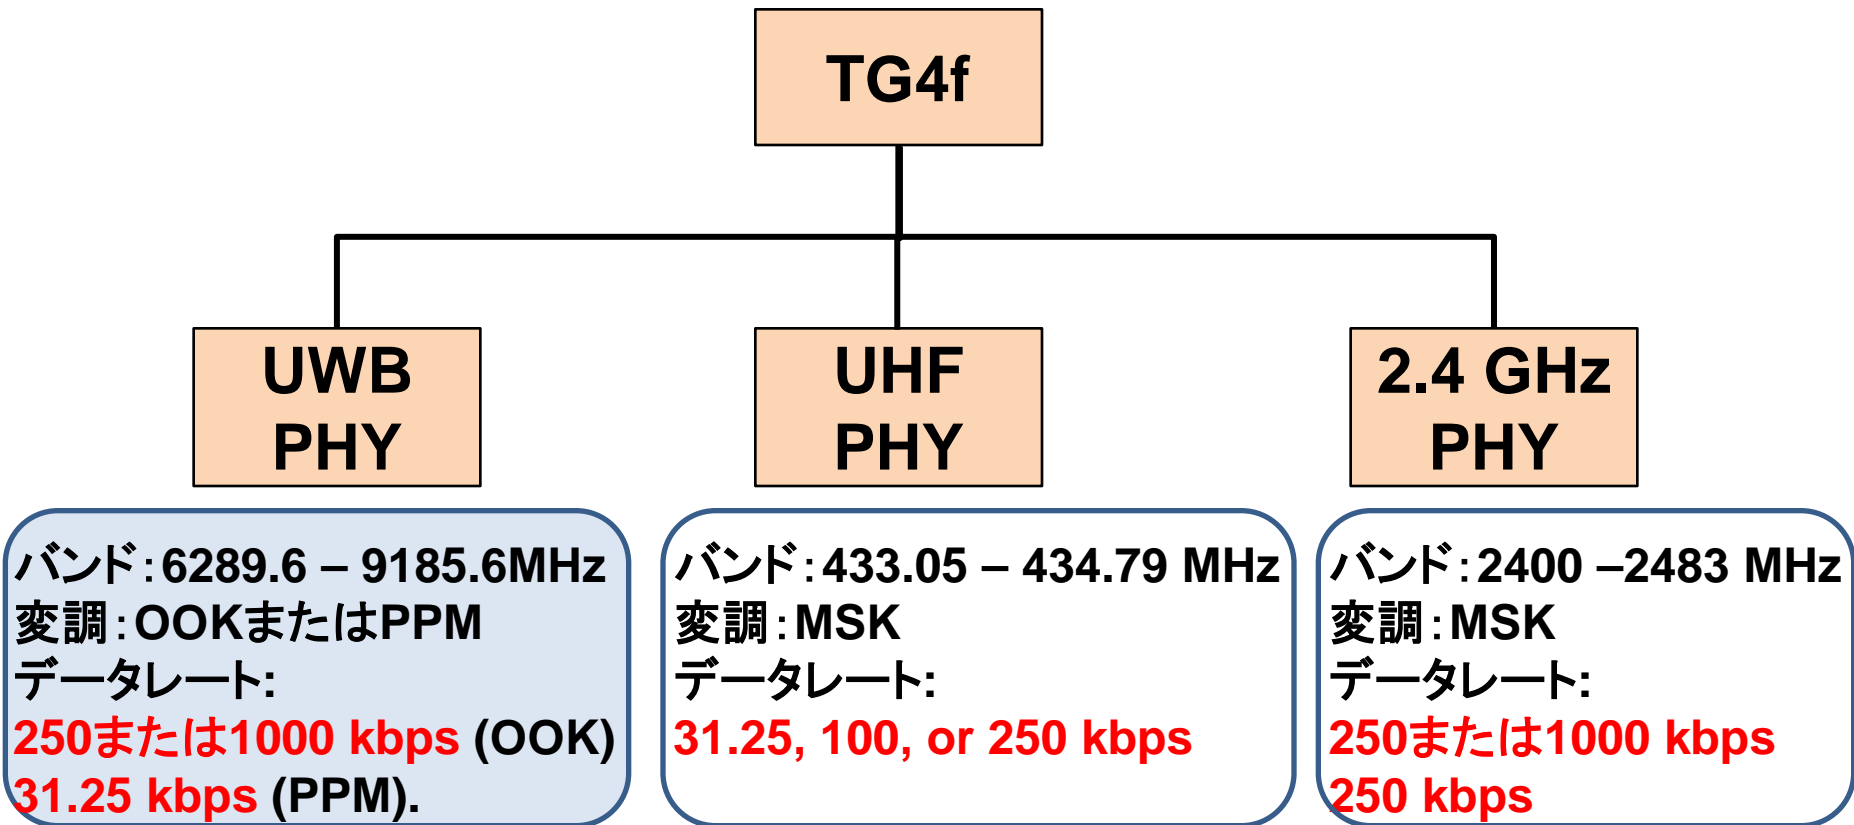 TG4f
UWB
PHY
UHF
PHY
2.4 GHz
PHY
バンド：6289.6 – 9185.6MHz
変調：OOKまたはPPM
データレート:
250または1000 kbps (OOK)
31.25 kbps (PPM).
バンド：433.05 – 434.79 MHz
変調：MSK
データレート:
31.25, 100, or 250 kbps
バンド：2400 –2483 MHz
変調：MSK
データレート:
250または1000 kbps
250 kbps